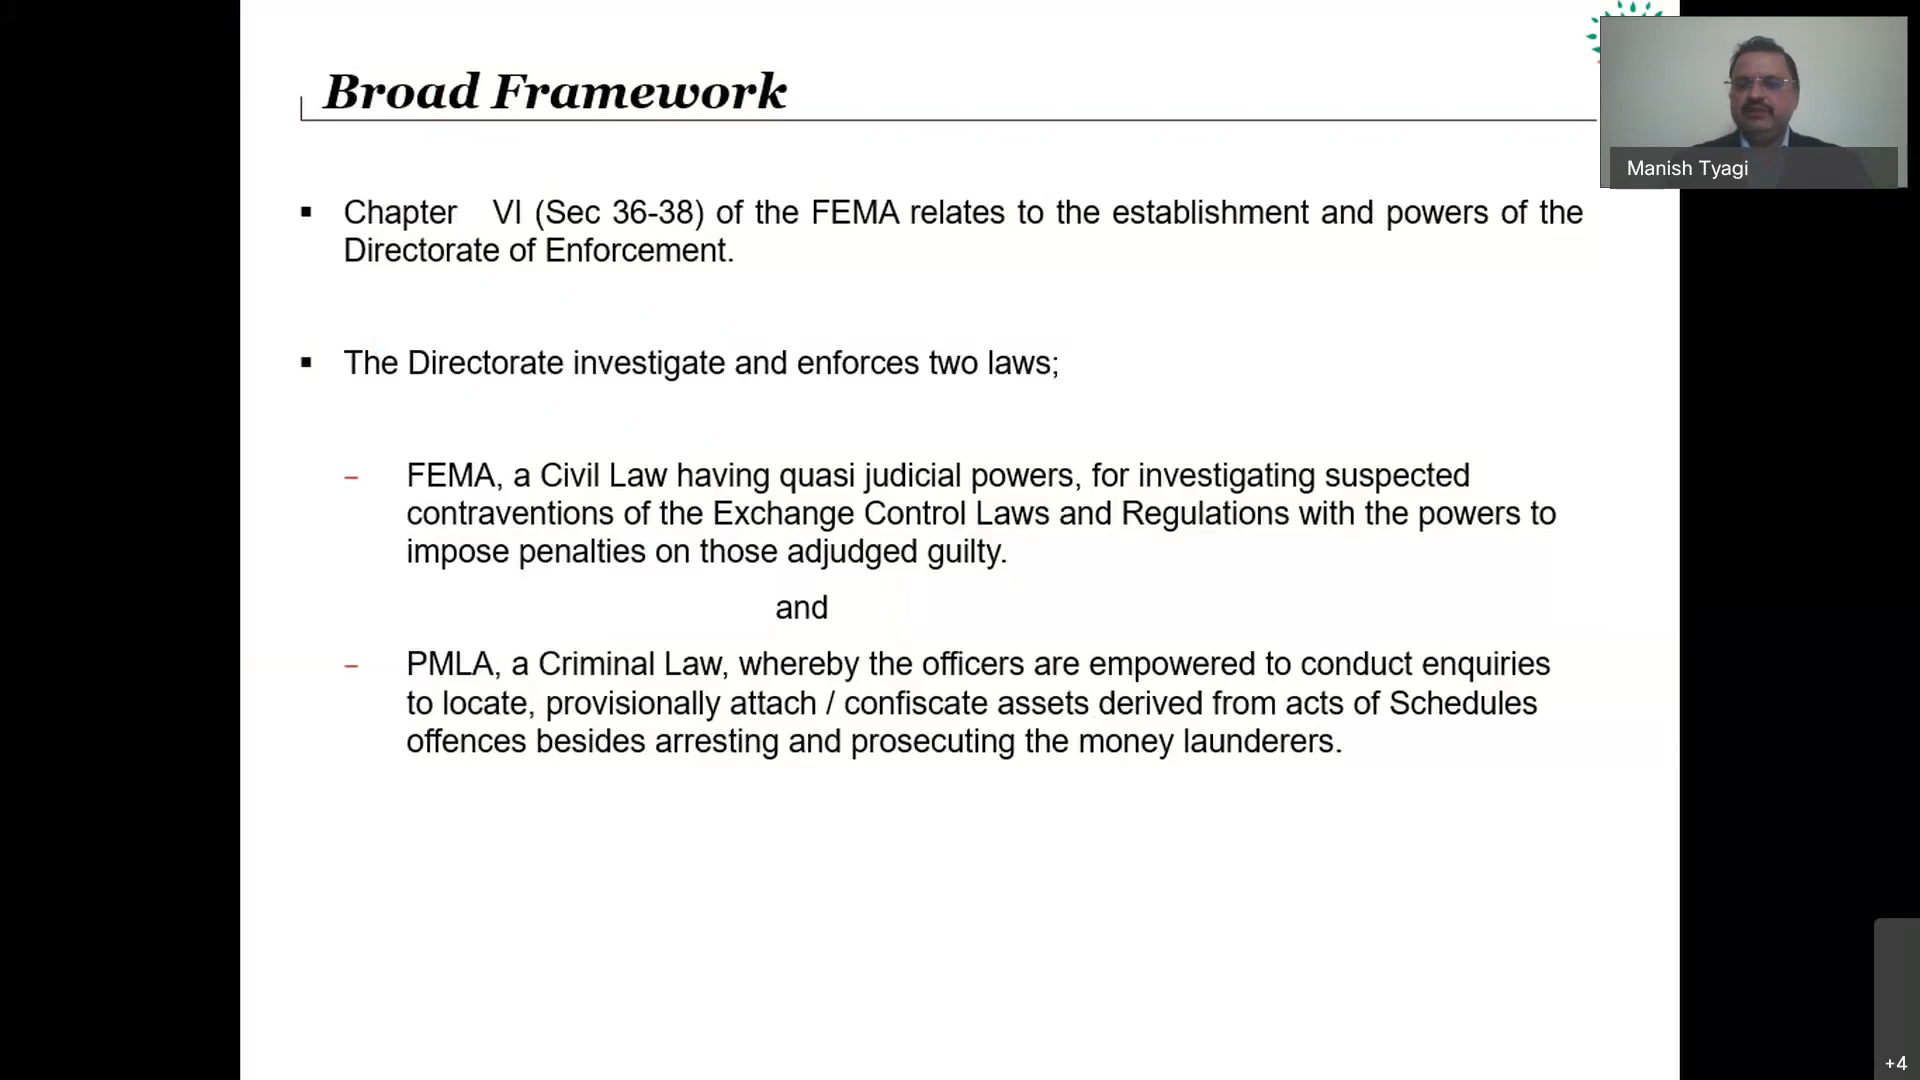 Broad Framework
Manish Tyagi
▪ Chapter VI (Sec 36-38) of the FEMA relates to the establishment and powers of the
Directorate of Enforcement.
▪ The Directorate investigate and enforces two laws;
– FEMA, a Civil Law having quasi judicial powers, for investigating suspected
contraventions of the Exchange Control Laws and Regulations with the powers to
impose penalties on those adjudged guilty.
and
– PMLA, a Criminal Law, whereby the officers are empowered to conduct enquiries
to locate, provisionally attach / confiscate assets derived from acts of Schedules
offences besides arresting and prosecuting the money launderers.
+4